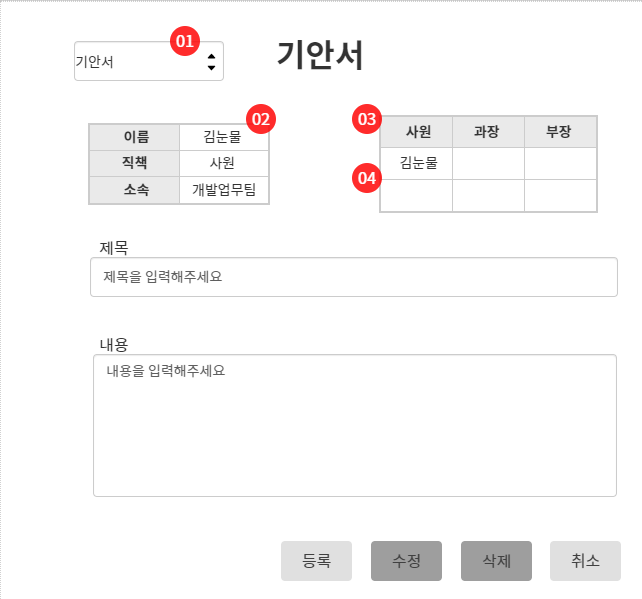 01
기안서
기안서
02
이름 김눈물
직책 사원
소속 개발업무팀
03
사원 과장 부장
김눈물
04
제목
제목을 입력해주세요
내용
내용을 입력해주세요
등록 수정 삭제 취소